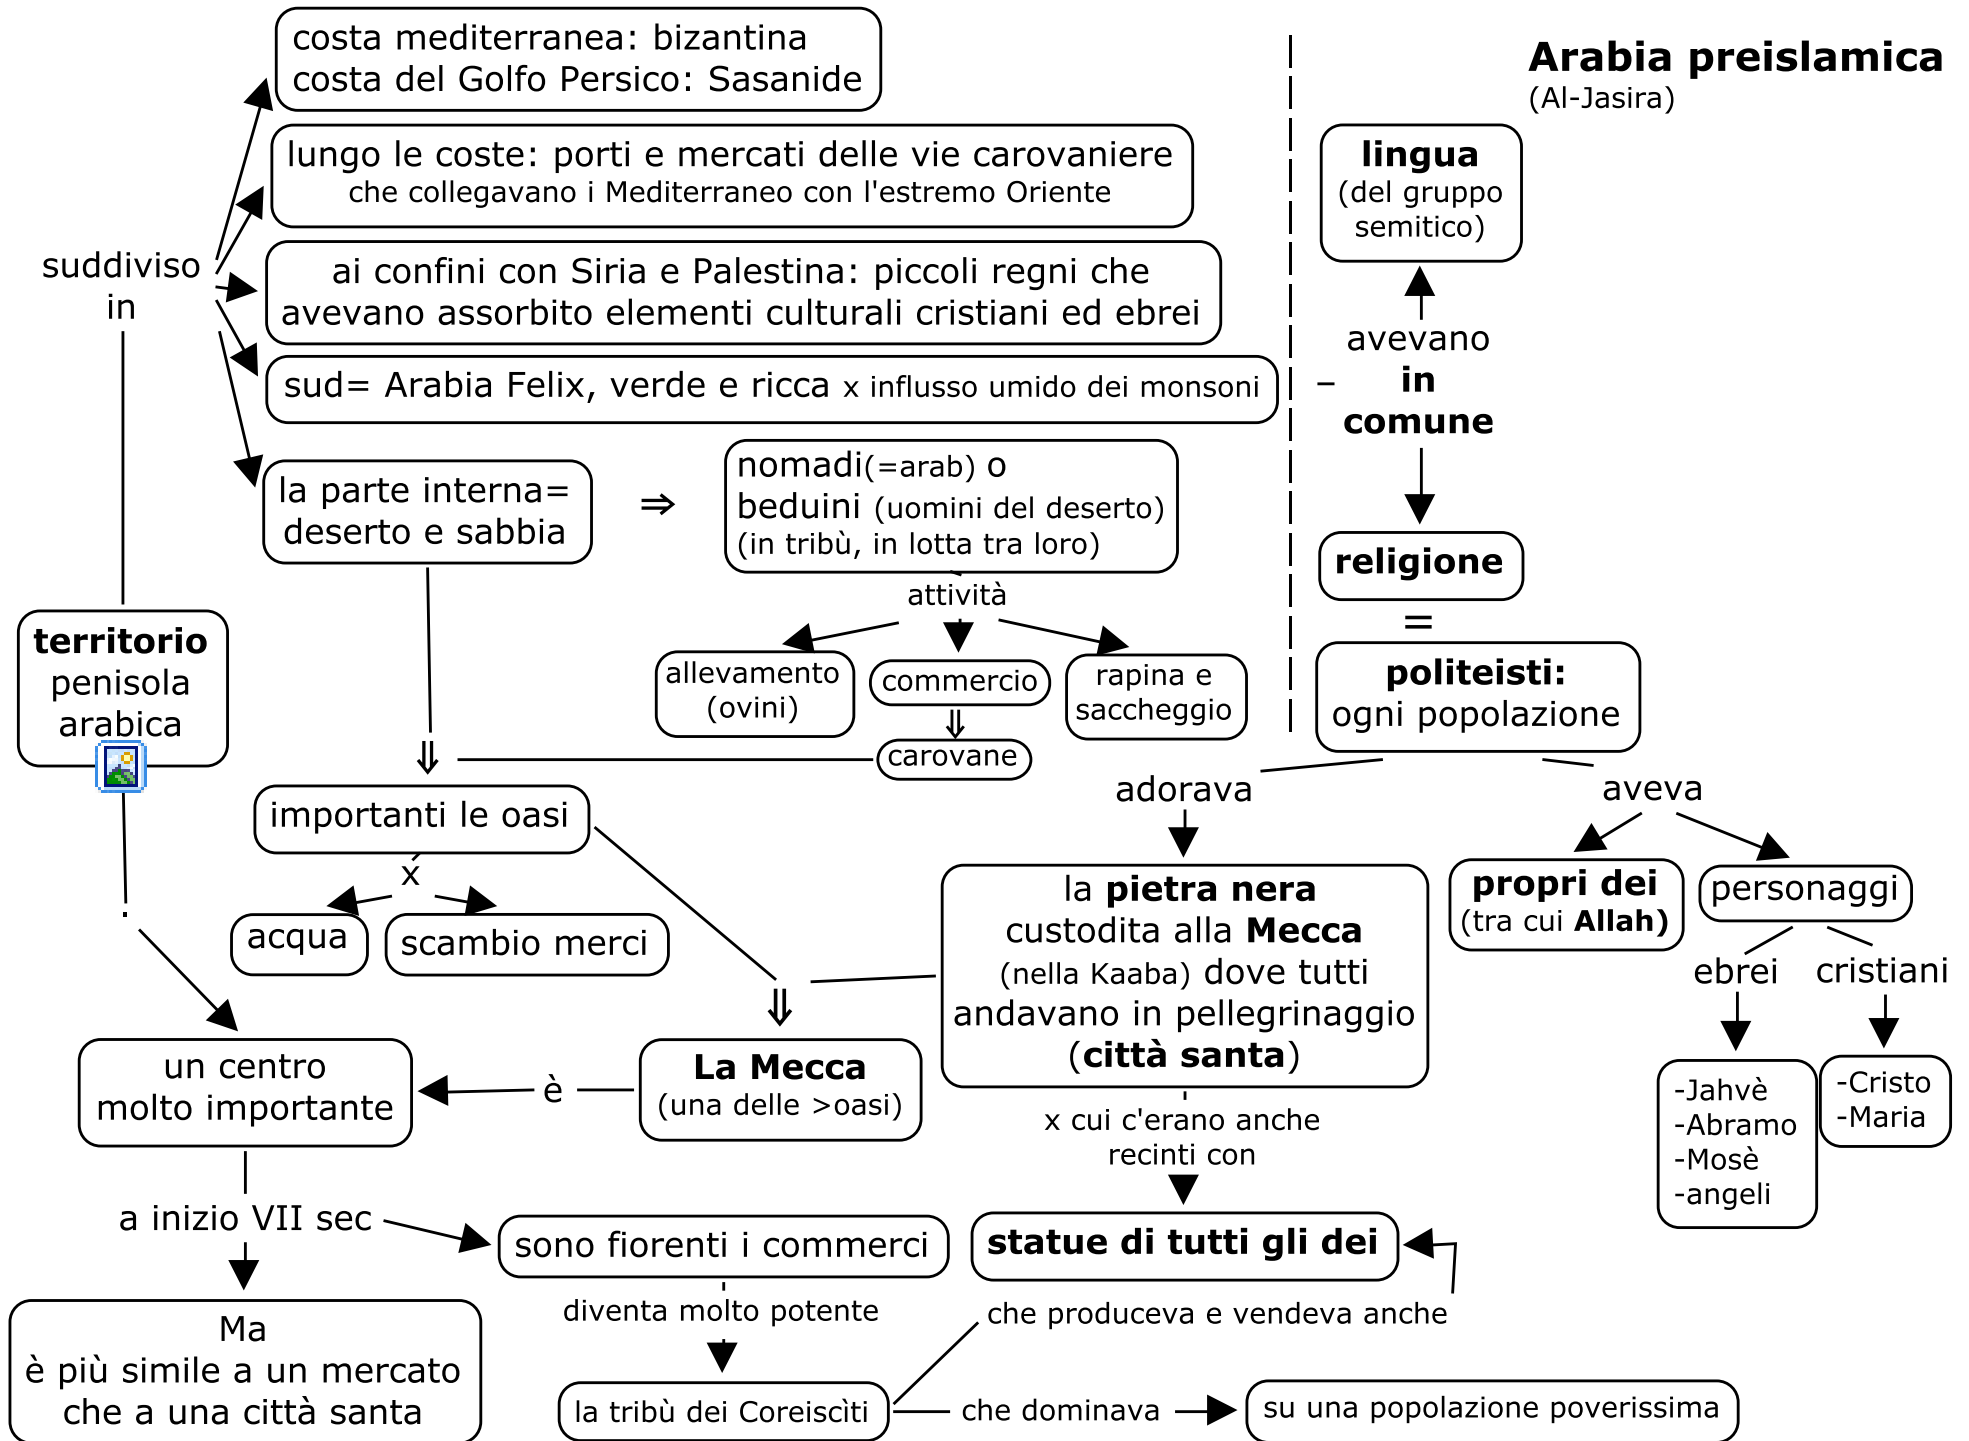 Arabia preislamica
(Al-Jasira)
costa mediterranea: bizantina
costa del Golfo Persico: Sasanide
lungo le coste: porti e mercati delle vie carovaniere
che collegavano i Mediterraneo con l'estremo Oriente
suddiviso
in
ai confini con Siria e Palestina: piccoli regni che
avevano assorbito elementi culturali cristiani ed ebrei
sud= Arabia Felix, verde e ricca x influsso umido dei monsoni
la parte interna=
deserto e sabbia
⇒
nomadi(=arab) o
beduini (uomini del deserto)
(in tribù, in lotta tra loro)
attività
allevamento
(ovini)
commercio
⇓
carovane
rapina e
saccheggio
territorio
penisola
arabica
⇓
importanti le oasi
x
acqua
scambio merci
lingua
(del gruppo
semitico)
avevano
– in
comune
religione
=
politeisti:
ogni popolazione
adorava
aveva
la pietra nera
custodita alla Mecca
(nella Kaaba) dove tutti
andavano in pellegrinaggio
(città santa)
propri dei
(tra cui Allah)
personaggi
ebrei
cristiani
-Jahvè
-Abramo
-Mosè
-angeli
-Cristo
-Maria
.
⇓
La Mecca
(una delle >oasi)
è
un centro
molto importante
x cui c'erano anche
recinti con
statue di tutti gli dei
a inizio VII sec
sono fiorenti i commerci
diventa molto potente
che produceva e vendeva anche
Ma
è più simile a un mercato
che a una città santa
la tribù dei Coreiscìti
che dominava
su una popolazione poverissima